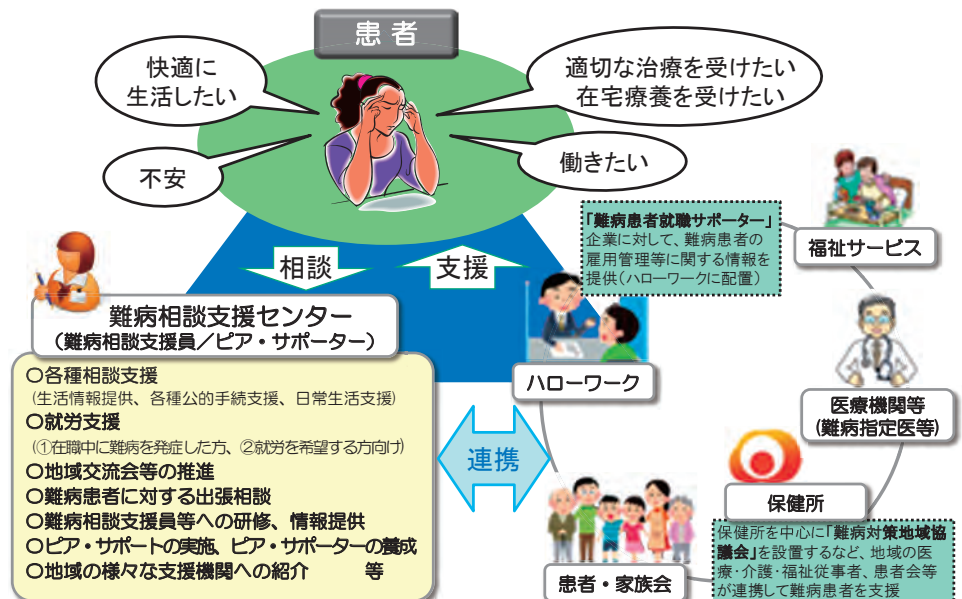 患者
快適に
生活したい
適切な治療を受けたい
在宅療養を受けたい
不安
働きたい
相談
支援
「難病患者就職サポーター」
企業に対して、難病患者の
雇用管理等に関する情報を
提供(ハローワークに配置)
福祉サービス
難病相談支援センター
(難病相談支援員/ピア・サポーター)
〇各種相談支援
(生活情報提供、各種公的手続支援、日常生活支援)
〇就労支援
(①在職中に難病を発症した方、②就労を希望する方向け)
〇地域交流会等の推進
〇難病患者に対する出張相談
〇難病相談支援員等への研修、情報提供
〇ピア・サポートの実施、ピア・サポーターの養成
〇地域の様々な支援機関への紹介 等
ハローワーク
連携
医療機関等
(難病指定医等)
保健所
保健所を中心に「難病対策地域協
議会」を設置するなど、地域の医
療・介護・福祉従事者、患者会等
が連携して難病患者を支援
患者・家族会